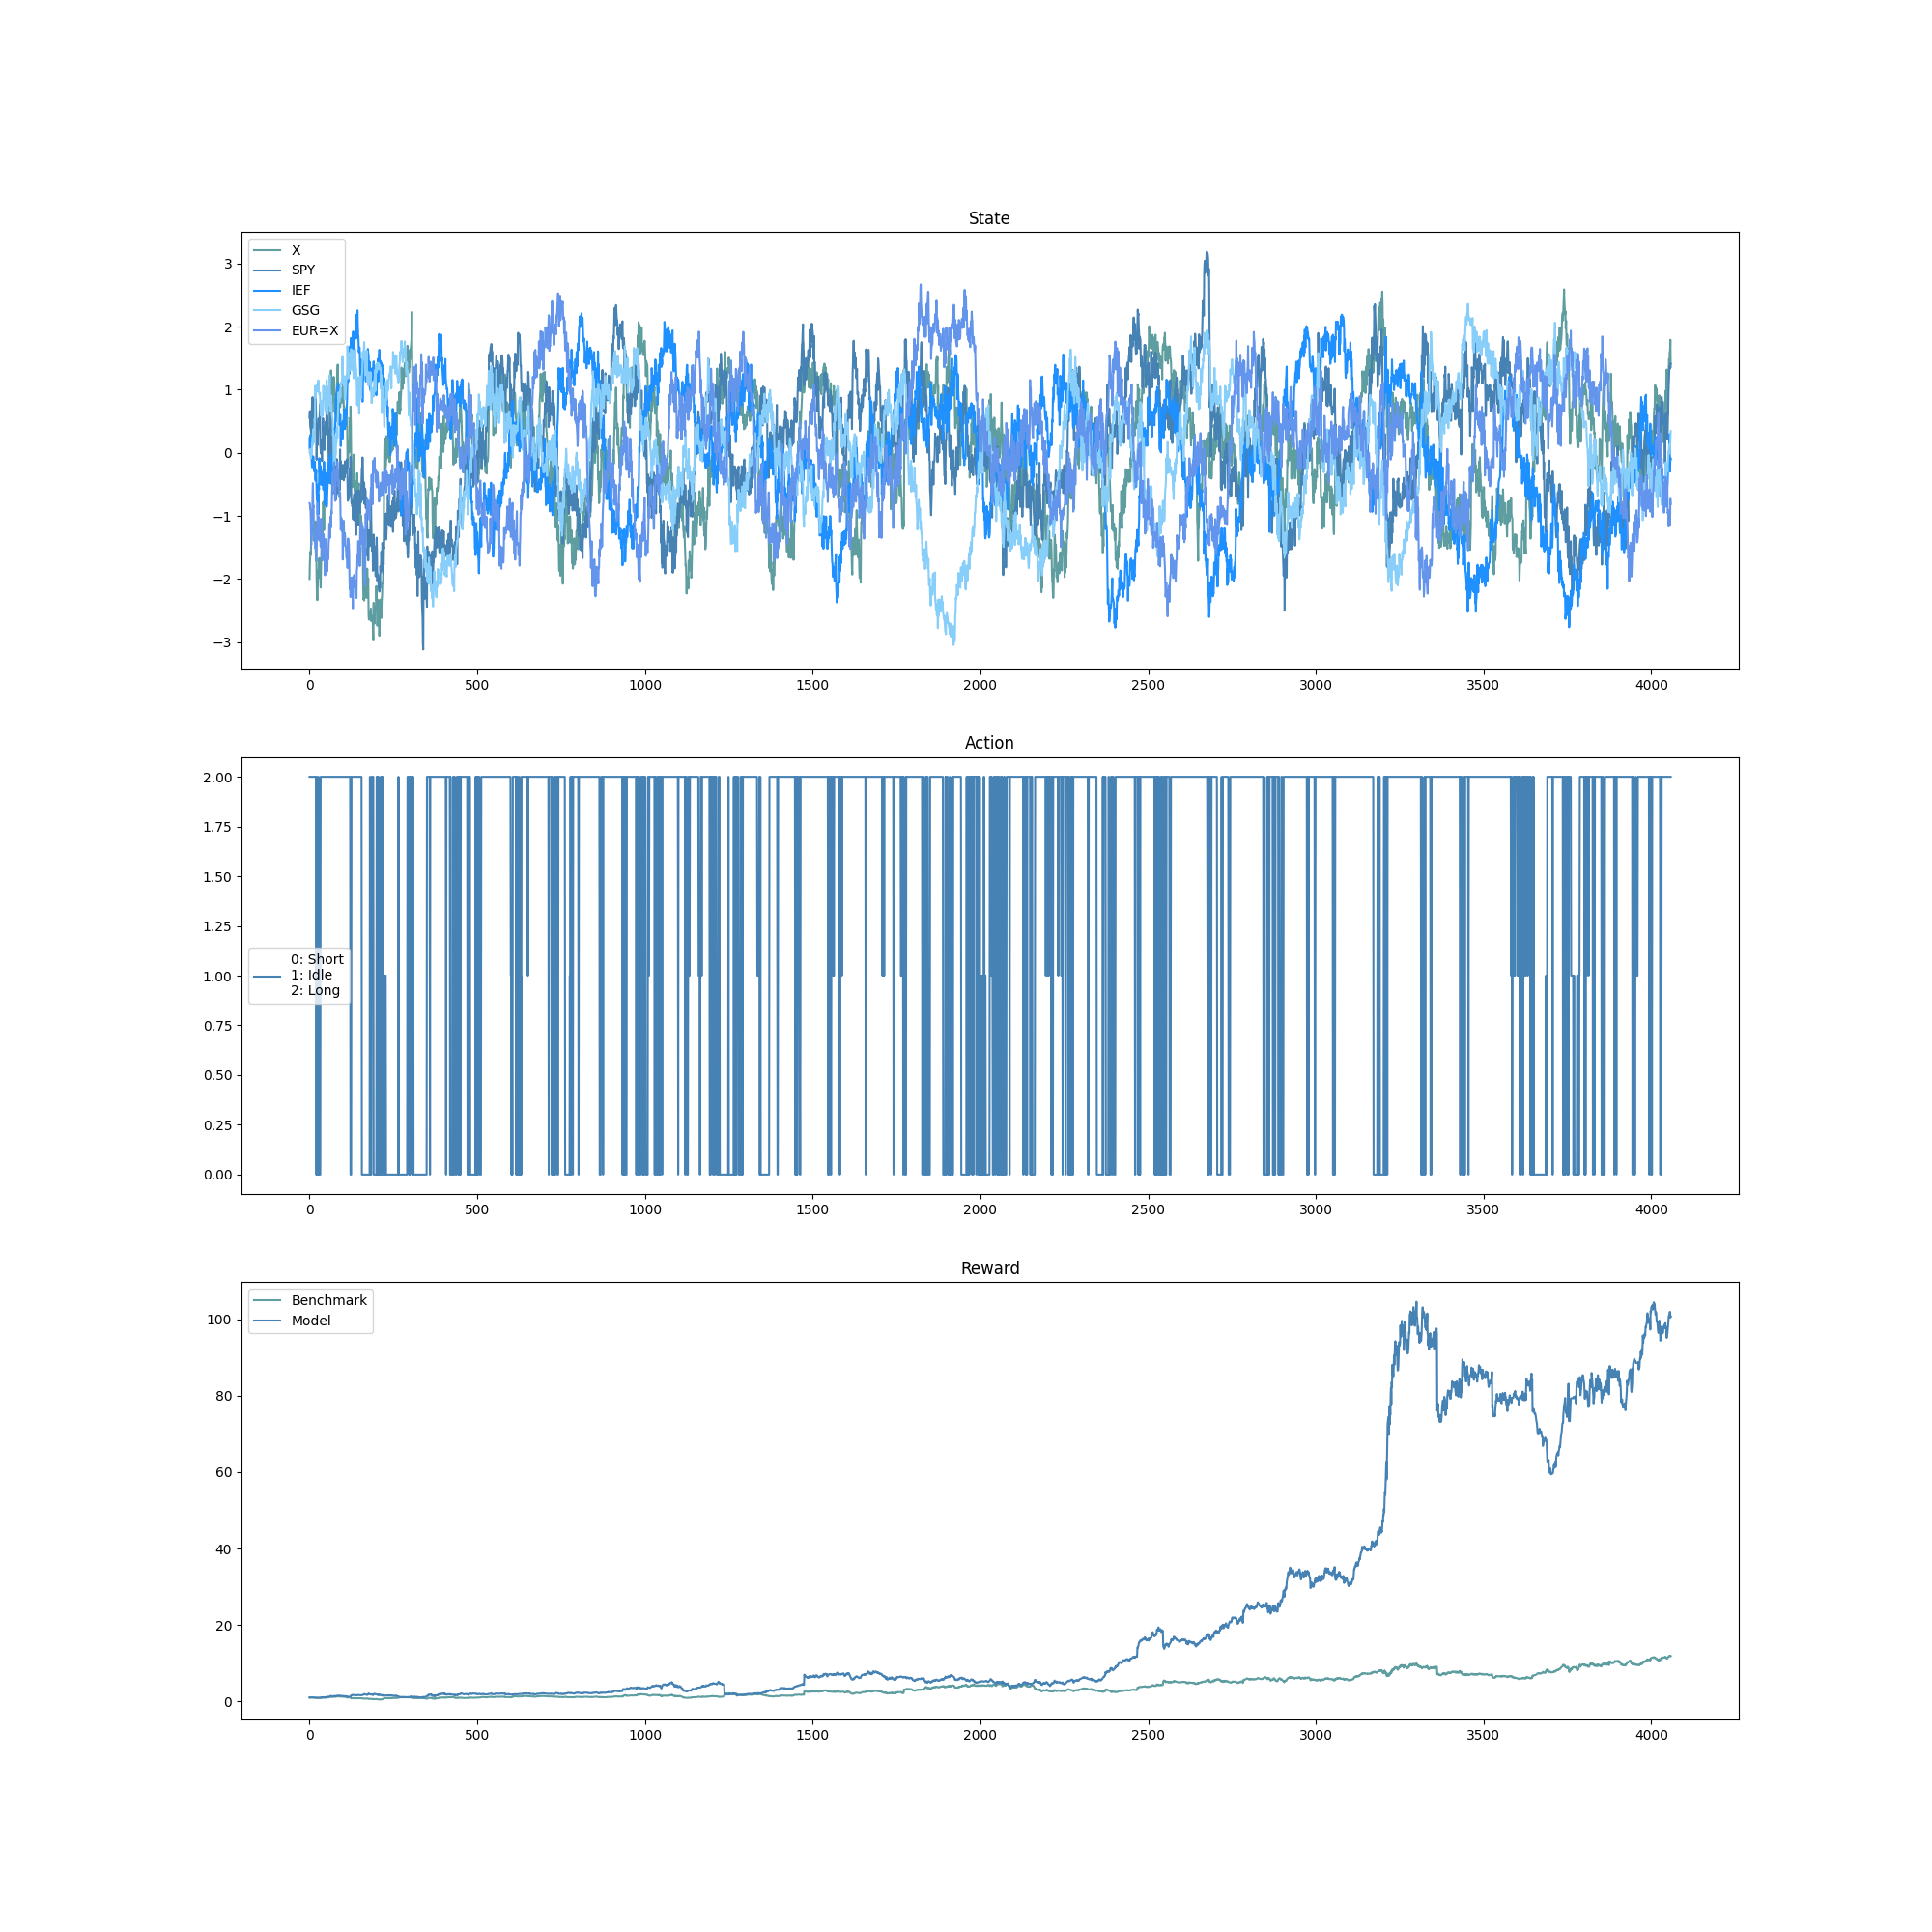 State
X
SPY
IEF
GSG
EUR=X
3
2
1
0
−1
−2
−3
0 500 1000 1500 2000 2500 3000 3500 4000
Action
2.00
1.75
1.50
1.25
1.00
0.75
0.50
0.25
0.00
0: Short
1: Idle
2: Long
0 500 1000 1500 2000 2500 3000 3500 4000
Reward
Benchmark
Model
100
80
60
40
20
0
0 500 1000 1500 2000 2500 3000 3500 4000